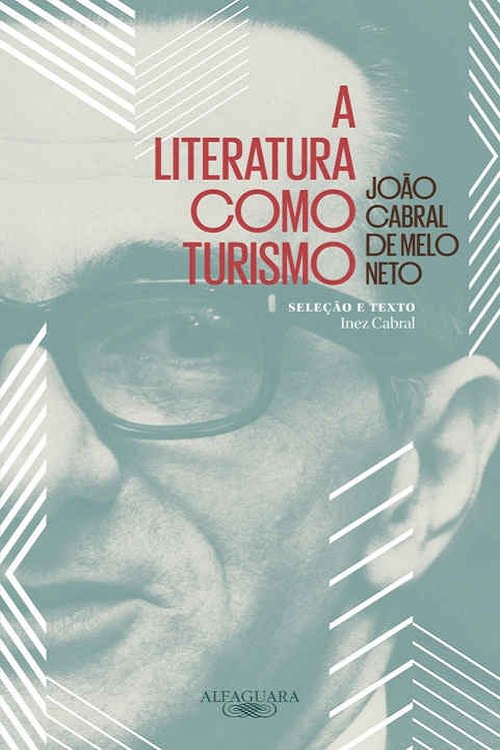 A
LITERATURA
COMO
TURISMO
JOÃO
CABRAL
DE MELO
NETO
SELEÇÃO E TEXTO
Inez Cabral
ALFAGUARA